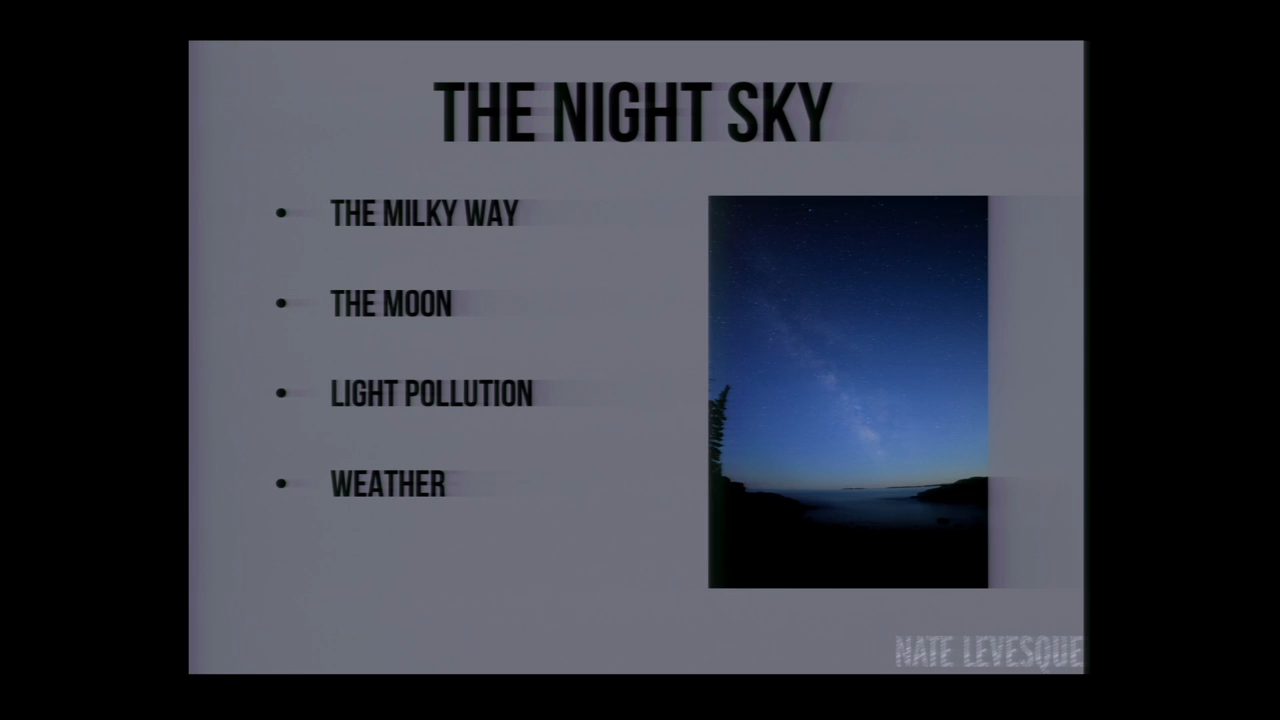 THE NIGHT SKY
• THE MILKY WAY
• THE MOON
• LIGHT POLLUTION
• WEATHER
NATE LEVESQUE